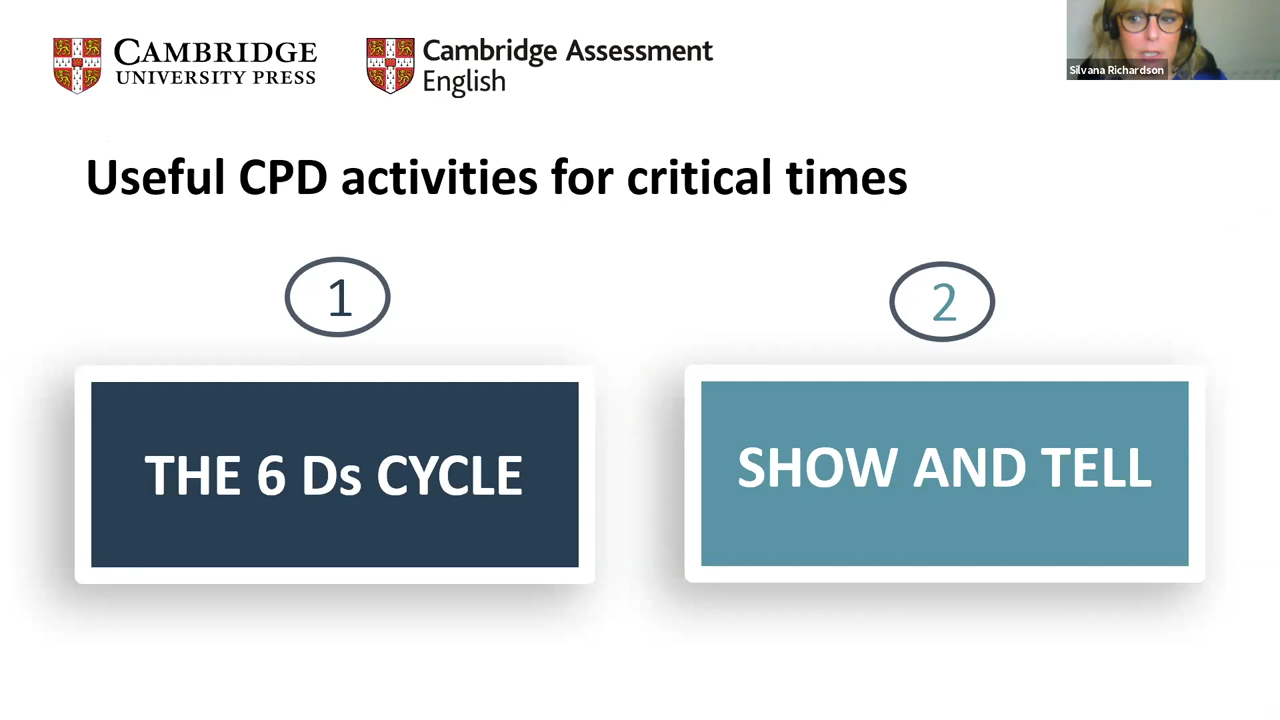 CAMBRIDGE
UNIVERSITY PRESS
Cambridge Assessment
English
Silvana Richardson
Useful CPD activities for critical times
1
2
THE 6 Ds CYCLE
SHOW AND TELL